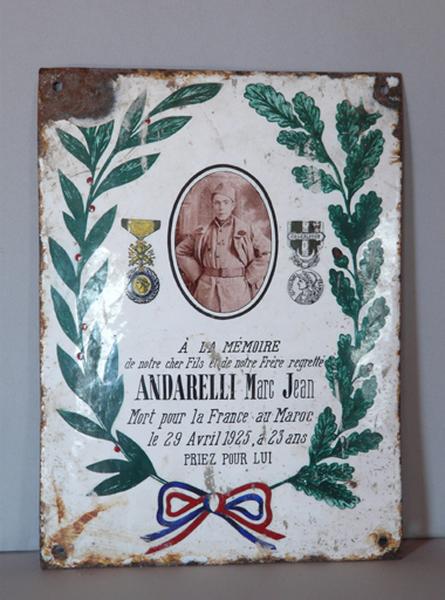 À LA MÉMOIRE
de notre cher Fils et de notre Frère regretté
ANDARELLI Marc Jean
Mort pour la France au Maroc
le 29 Avril 1925, à 23 ans
PRIEZ POUR LUI